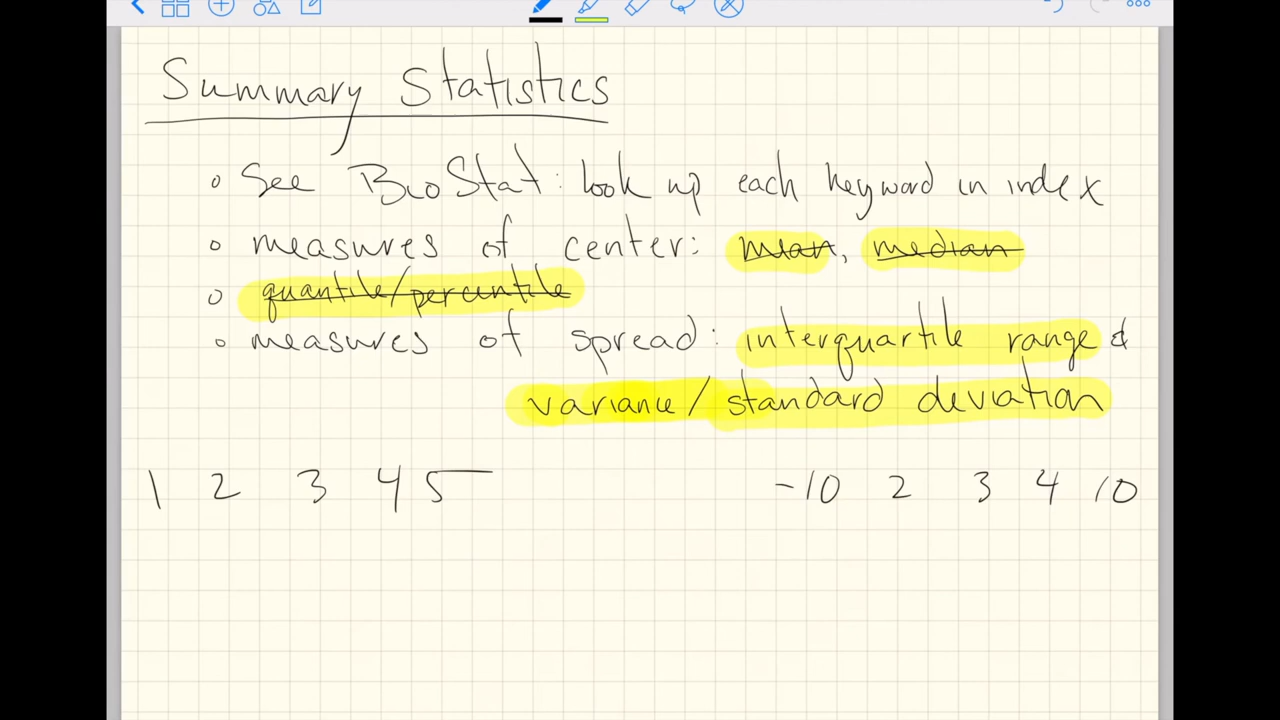 Summary Statistics
o See BioStat: look up each keyword in index
o measures of center: mean, median
o quantile/percentile
o measures of spread: interquartile range &
variance/standard deviation
1 2 3 4 5 -10 2 3 4 10